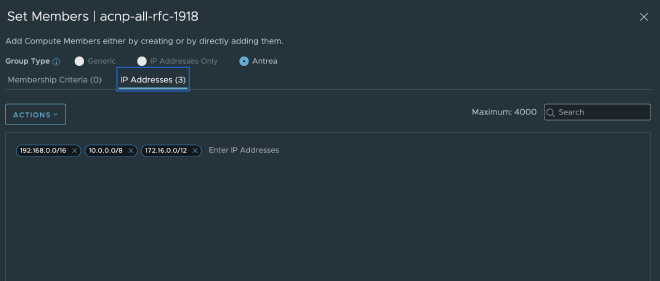 Set Members | acnp-all-rfc-1918
Add Compute Members either by creating or by directly adding them.
Group Type Generic IP Addresses Only Antrea
Membership Criteria (0) IP Addresses (3)
ACTIONS Maximum: 4000 Search
192.168.0.0/16 10.0.0.0/8 172.16.0.0/12 Enter IP Addresses